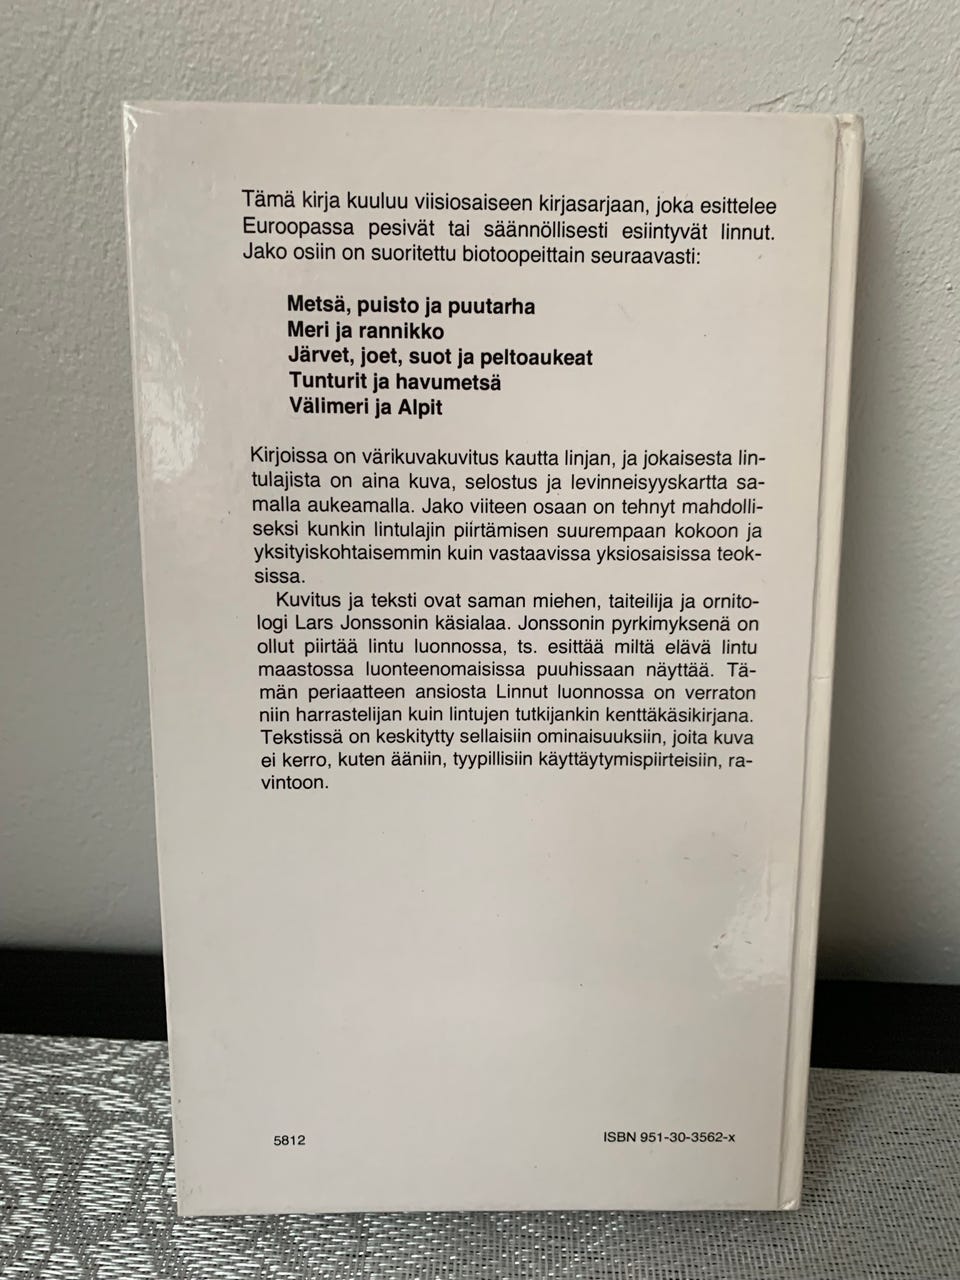 Tämä kirja kuuluu viisiosaiseen kirjasarjaan, joka esittelee
Euroopassa pesivät tai säännöllisesti esiintyvät linnut.
Jako osiin on suoritettu biotoopeittain seuraavasti:
Metsä, puisto ja puutarha
Meri ja rannikko
Järvet, joet, suot ja peltoaukeat
Tunturit ja havumetsä
Välimeri ja Alpit
Kirjoissa on värikuvakuvitus kautta linjan, ja jokaisesta lin-
tulajista on aina kuva, selostus ja levinneisyyskartta sa-
malla aukeamalla. Jako viiteen osaan on tehnyt mahdolli-
seksi kunkin lintulajin piirtämisen suurempaan kokoon ja
yksityiskohtaisemmin kuin vastaavissa yksiosaisissa teok-
sissa.
Kuvitus ja teksti ovat saman miehen, taiteilija ja ornito-
logi Lars Jonssonin käsialaa. Jonssonin pyrkimyksenä on
ollut piirtää lintu luonnossa, ts. esittää miltä elävä lintu
maastossa luonteenomaisissa puuhissaan näyttää. Tä-
män periaatteen ansiosta Linnut luonnossa on verraton
niin harrastelijan kuin lintujen tutkijankin kenttäkäsikirjana.
Tekstissä on keskitytty sellaisiin ominaisuuksiin, joita kuva
ei kerro, kuten ääniin, tyypillisiin käyttäytymispiirteisiin, ra-
vintoon.
5812
ISBN 951-30-3562-x